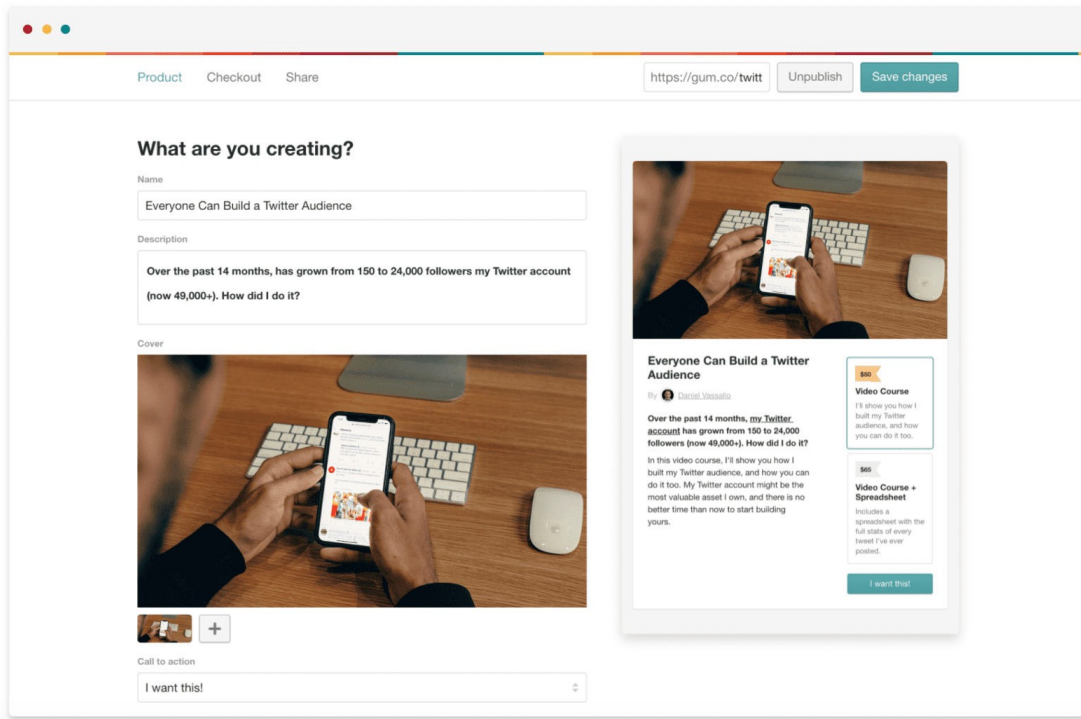 Product Checkout Share https://gum.co/twitt Unpublish Save changes
What are you creating?
Name
Everyone Can Build a Twitter Audience
Description
Over the past 14 months, has grown from 150 to 24,000 followers my Twitter account
(now 49,000+). How did I do it?
Cover
Call to action
I want this!
Everyone Can Build a Twitter
Audience
By Daniel Vassallo
Over the past 14 months, my Twitter
account has grown from 150 to 24,000
followers (now 49,000+). How did I do it?
In this video course, I'll show you how I
built my Twitter audience, and how you can
do it too. My Twitter account might be the
most valuable asset I own, and there is no
better time than now to start building
yours.
$50
Video Course
I'll show you how I
built my Twitter
audience, and how
you can do it too.
$65
Video Course +
Spreadsheet
Includes a
spreadsheet with the
full stats of every
tweet I've ever
posted.
I want this!